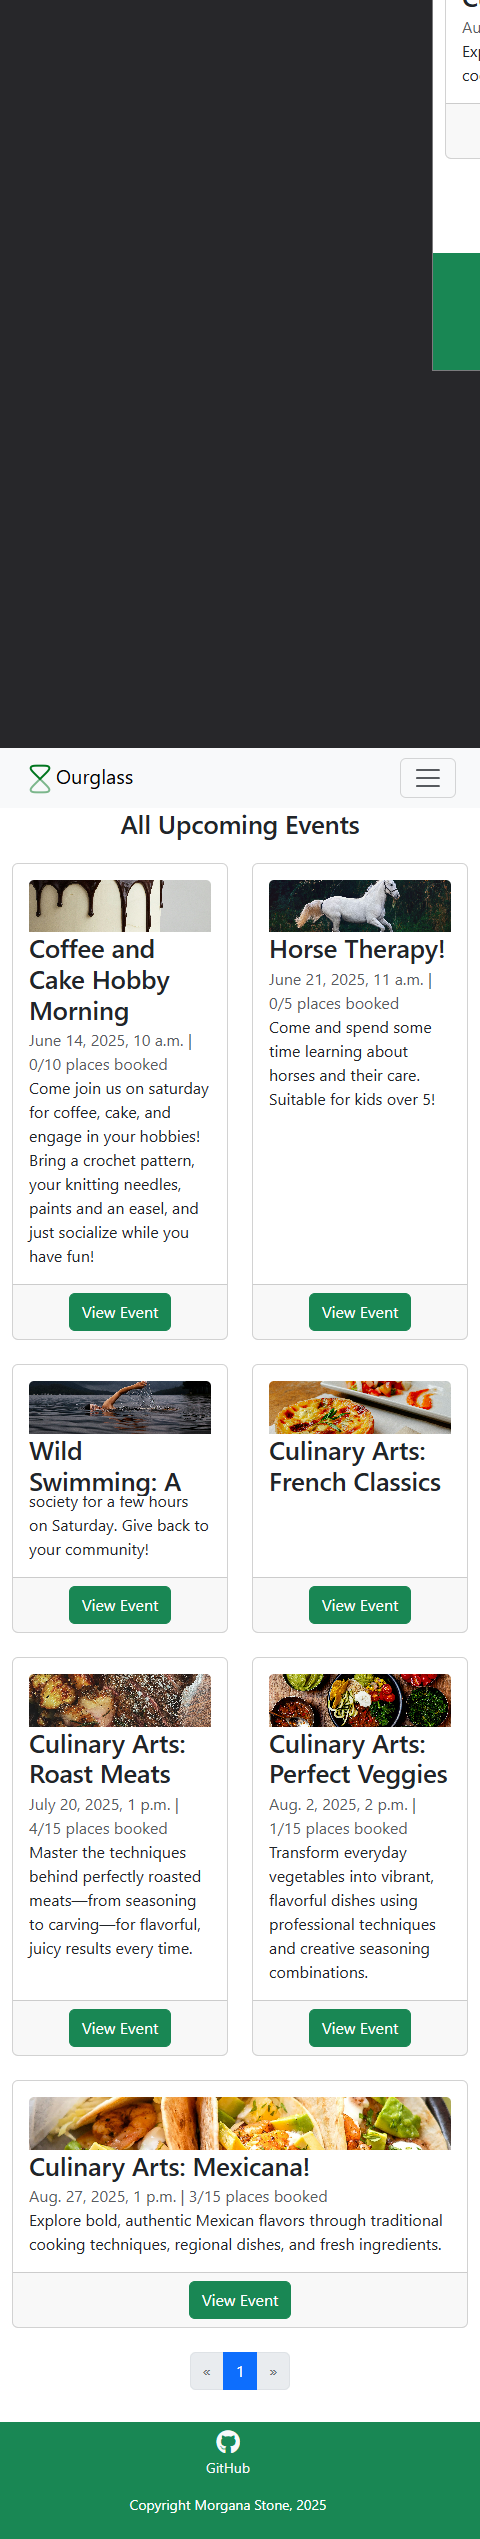 Au
Exp
co
Ourglass
All Upcoming Events
Coffee and
Cake Hobby
Morning
June 14, 2025, 10 a.m. |
0/10 places booked
Come join us on saturday
for coffee, cake, and
engage in your hobbies!
Bring a crochet pattern,
your knitting needles,
paints and an easel, and
just socialize while you
have fun!
View Event
Horse Therapy!
June 21, 2025, 11 a.m. |
0/5 places booked
Come and spend some
time learning about
horses and their care.
Suitable for kids over 5!
View Event
Wild
Swimming: A
society for a few hours
on Saturday. Give back to
your community!
View Event
Culinary Arts:
French Classics
View Event
Culinary Arts:
Roast Meats
July 20, 2025, 1 p.m. |
4/15 places booked
Master the techniques
behind perfectly roasted
meats—from seasoning
to carving—for flavorful,
juicy results every time.
View Event
Culinary Arts:
Perfect Veggies
Aug. 2, 2025, 2 p.m. |
1/15 places booked
Transform everyday
vegetables into vibrant,
flavorful dishes using
professional techniques
and creative seasoning
combinations.
View Event
Culinary Arts: Mexicana!
Aug. 27, 2025, 1 p.m. | 3/15 places booked
Explore bold, authentic Mexican flavors through traditional
cooking techniques, regional dishes, and fresh ingredients.
View Event
« 1 »
GitHub
Copyright Morgana Stone, 2025